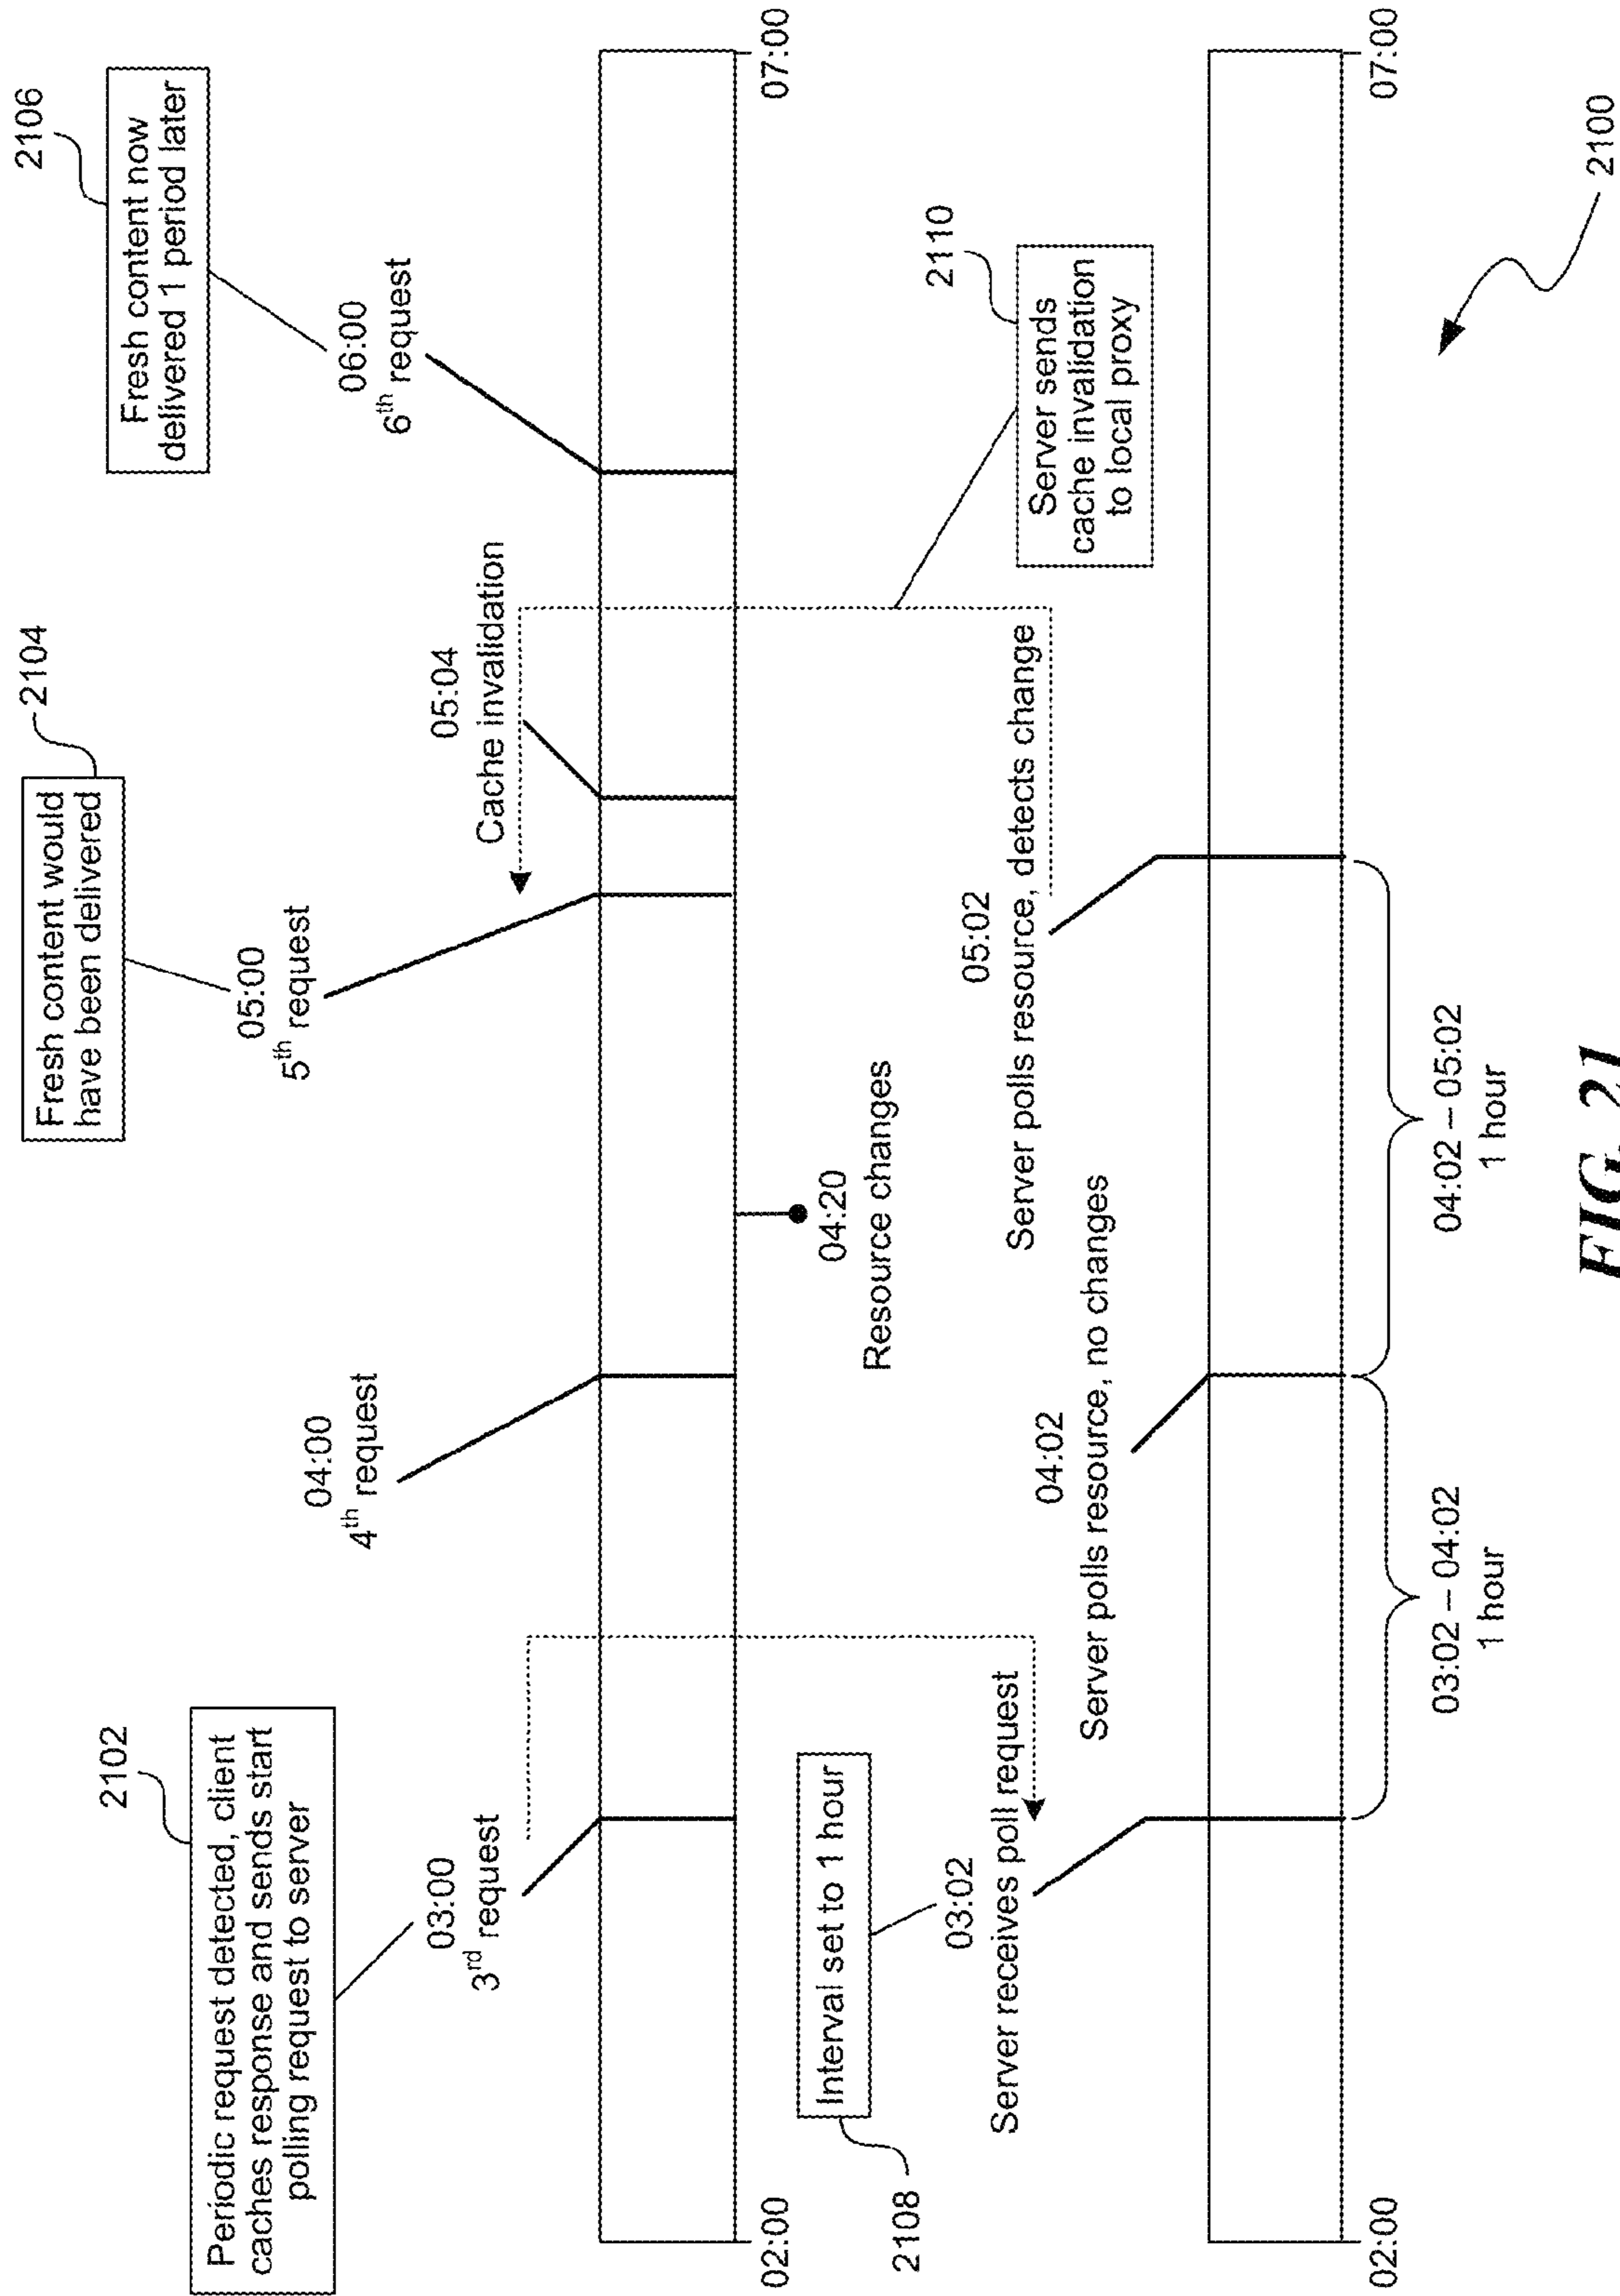 2102
Periodic request detected, client
caches response and sends start
polling request to server
03:00
3rd request
04:00
4th request
2104
Fresh content would
have been delivered
05:00
5th request
05:04
Cache invalidation
2106
Fresh content now
delivered 1 period later
06:00
6th request
02:00
07:00
04:20
Resource changes
2108
Interval set to 1 hour
03:02
Server receives poll request
04:02
Server polls resource, no changes
05:02
Server polls resource, detects change
2110
Server sends
cache invalidation
to local proxy
02:00
07:00
03:02 – 04:02
1 hour
04:02 – 05:02
1 hour
2100
FIG. 21